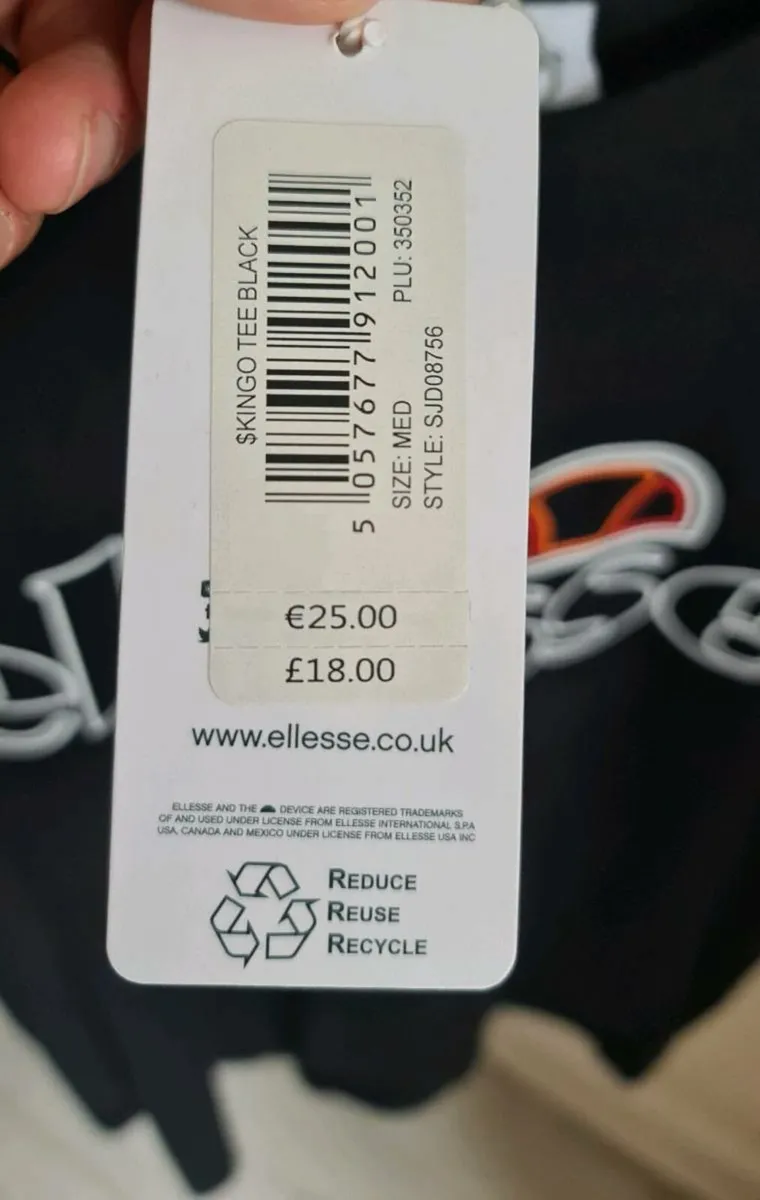 $KINGO TEE BLACK
5 057677 912001
SIZE: MED PLU: 350352
STYLE: SJD08756
€25.00
£18.00
www.ellesse.co.uk
ELLESSE AND THE DEVICE ARE REGISTERED TRADEMARKS
OF AND USED UNDER LICENSE FROM ELLESSE INTERNATIONAL S.P.A
USA, CANADA AND MEXICO UNDER LICENSE FROM ELLESSE USA INC
REDUCE
REUSE
RECYCLE